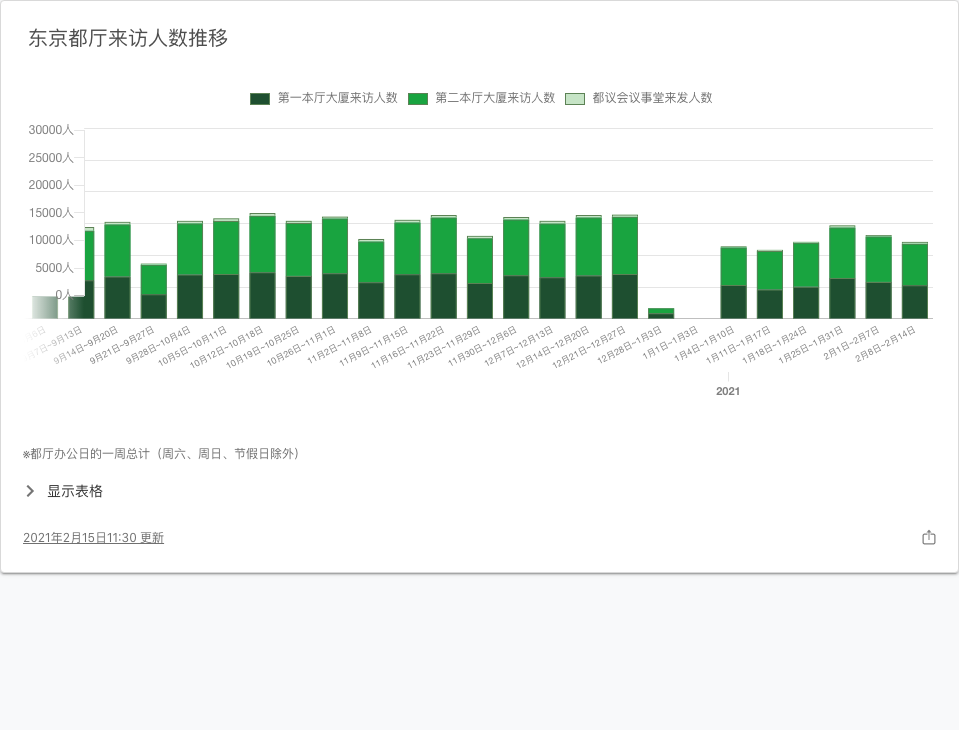 东京都厅来访人数推移
第一本厅大厦来访人数 第二本厅大厦来访人数 都议会议事堂来发人数
30000人
25000人
20000人
15000人
10000人
5000人
0人
9月14日~9月20日
9月21日~9月27日
9月28日~10月4日
10月5日~10月11日
10月12日~10月18日
10月19日~10月25日
10月26日~11月1日
11月2日~11月8日
11月9日~11月15日
11月16日~11月22日
11月23日~11月29日
11月30日~12月6日
12月7日~12月13日
12月14日~12月20日
12月21日~12月27日
12月28日~1月3日
1月1日~1月3日
1月4日~1月10日
1月11日~1月17日
1月18日~1月24日
1月25日~1月31日
2月1日~2月7日
2月8日~2月14日
2021
※都厅办公日的一周总计（周六、周日、节假日除外）
显示表格
2021年2月15日11:30 更新